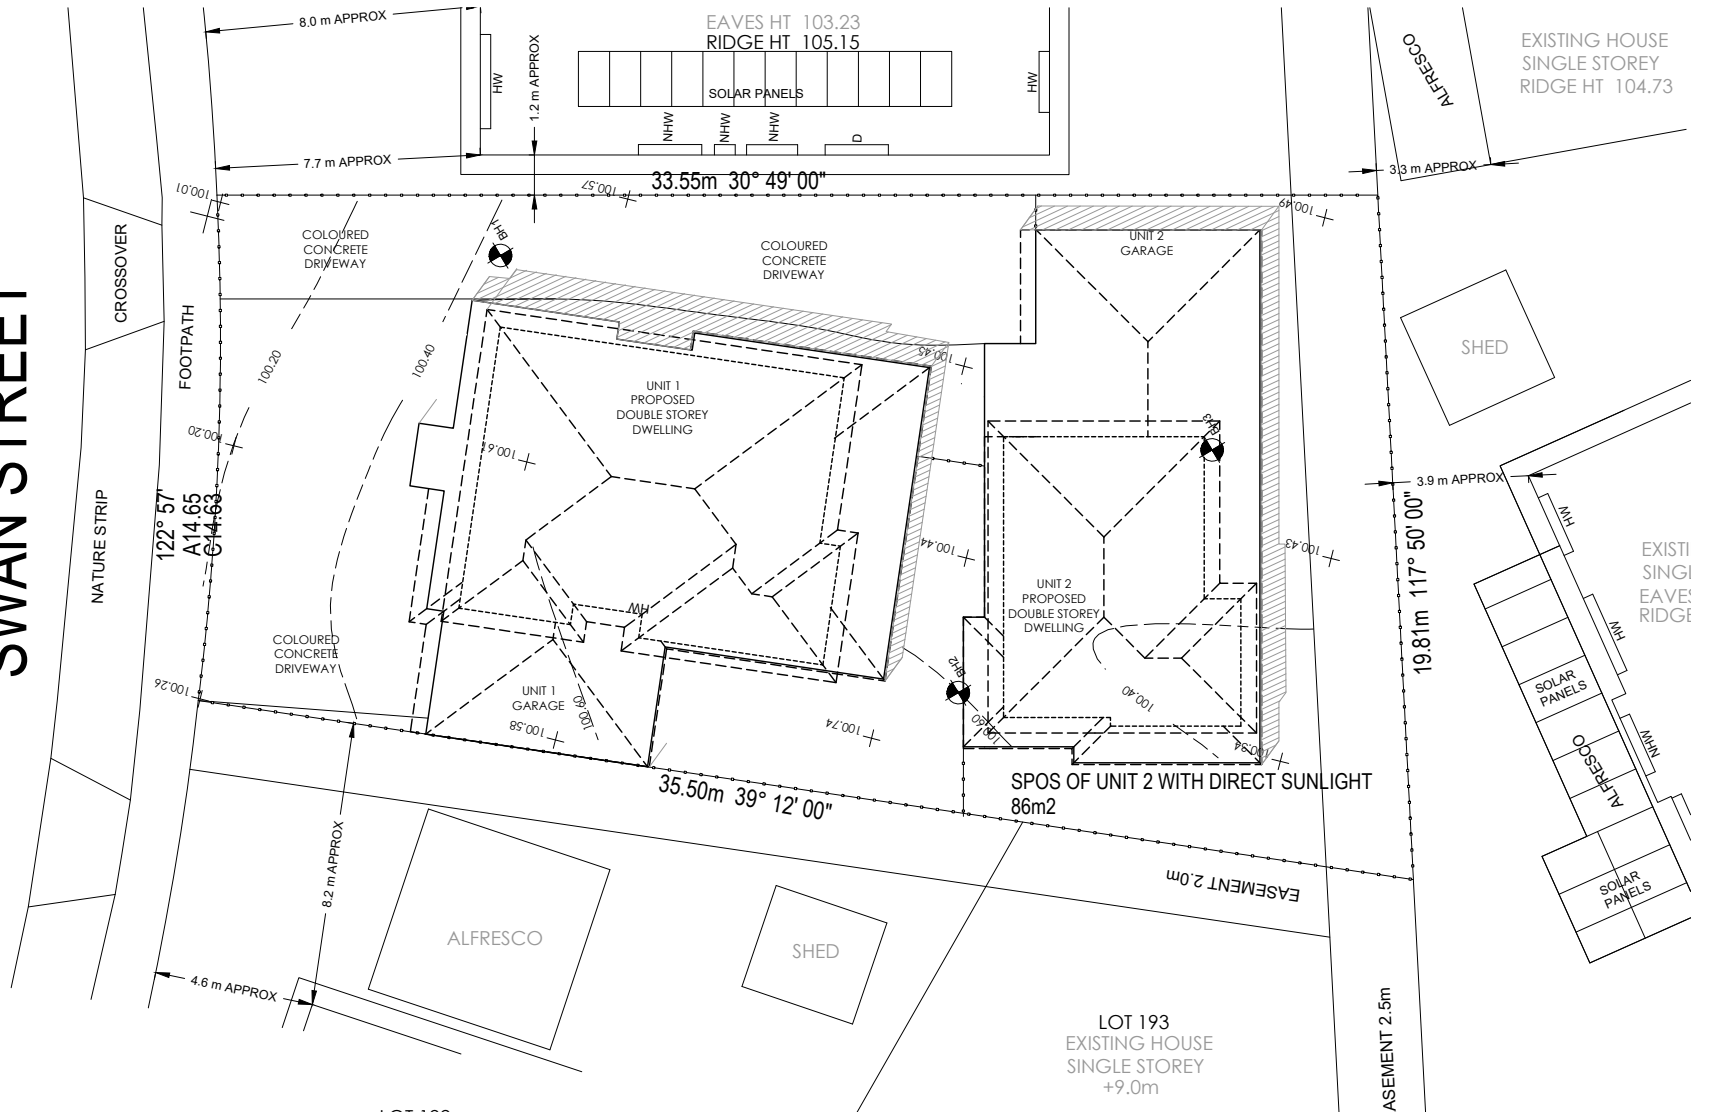 8.0 m APPROX
EAVES HT 103.23
RIDGE HT 105.15
EXISTING HOUSE
SINGLE STOREY
RIDGE HT 104.73
ALFRESCO
HW
1.2 m APPROX
SOLAR PANELS
HW
NHW
NHW
NHW
D
7.7 m APPROX
3.3 m APPROX
100.01
100.57
33.55m 30° 49' 00"
100.49
CROSSOVER
COLOURED
CONCRETE
DRIVEWAY
BH1
COLOURED
CONCRETE
DRIVEWAY
UNIT 2
GARAGE
SWAN STREET
FOOTPATH
100.20
100.40
100.45
SHED
UNIT 1
PROPOSED
DOUBLE STOREY
DWELLING
100.20
100.61
BH3
NATURE STRIP
122° 57'
A14.65
C14.63
3.9 m APPROX
HW
100.44
100.43
19.81m 117° 50' 00"
EXISTI
SINGL
EAVES
RIDGE
HW
HW
UNIT 2
PROPOSED
DOUBLE STOREY
DWELLING
COLOURED
CONCRETE
DRIVEWAY
100.26
UNIT 1
GARAGE
100.60
100.58
100.74
BH2
100.60
100.40
100.34
SOLAR
PANELS
NHW
ALFRESCO
35.50m 39° 12' 00"
SPOS OF UNIT 2 WITH DIRECT SUNLIGHT
86m2
8.2 m APPROX
EASEMENT 2.0m
SOLAR
PANELS
ALFRESCO
SHED
4.6 m APPROX
LOT 193
EXISTING HOUSE
SINGLE STOREY
+9.0m
ASEMENT 2.5m